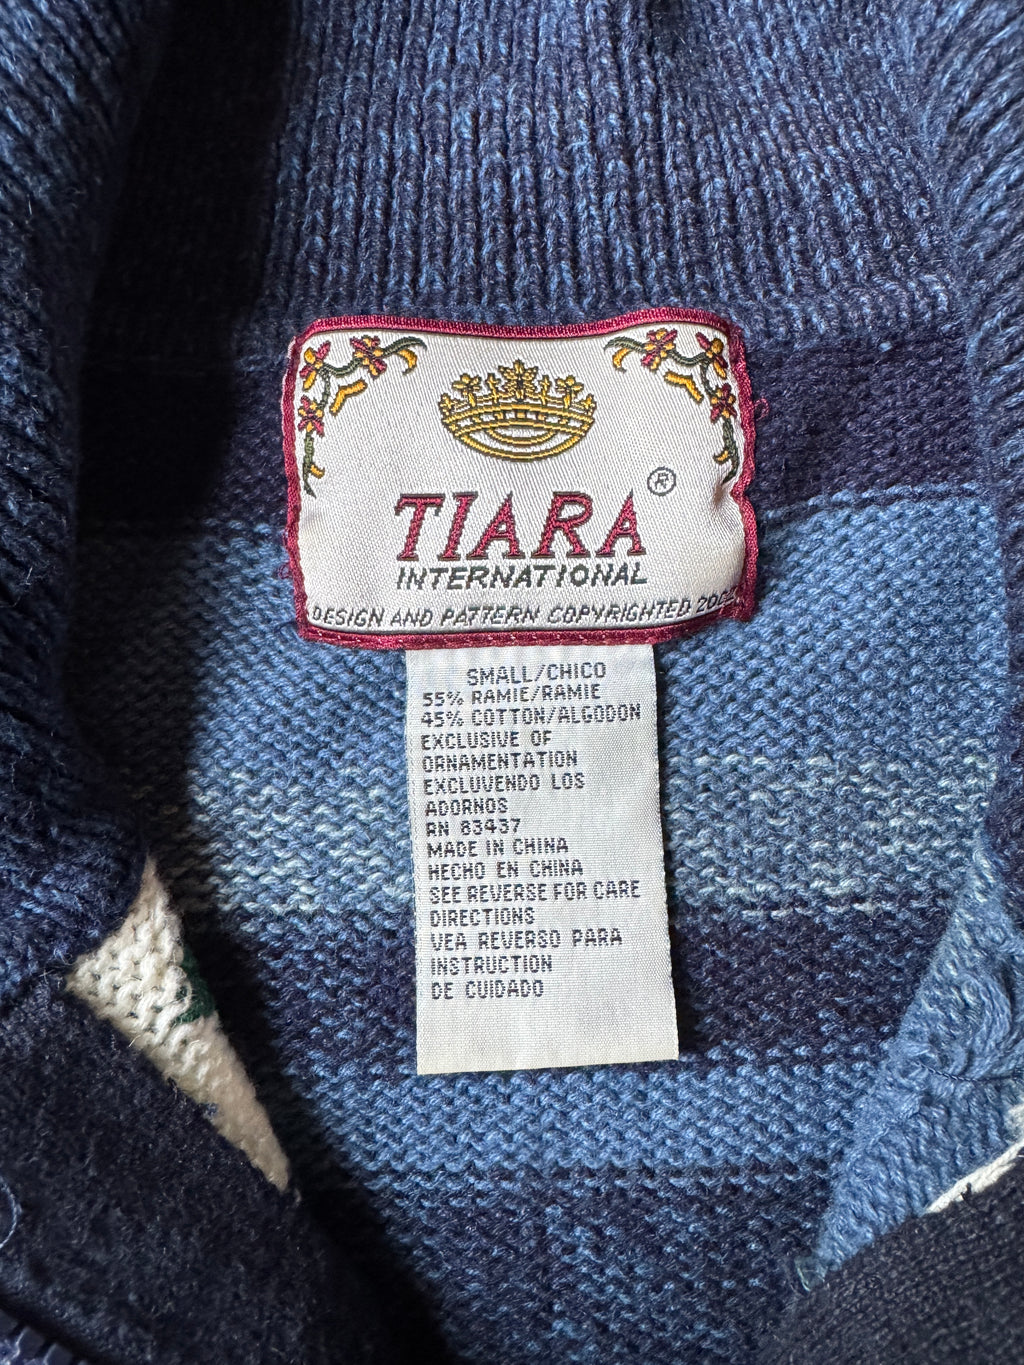 TIARA ®
INTERNATIONAL
DESIGN AND PATTERN COPYRIGHTED
SMALL/CHICO
55% RAMIE/RAMIE
45% COTTON/ALGODON
EXCLUSIVE OF
ORNAMENTATION
EXCLUVENDO LOS
ADORNOS
RN 83437
MADE IN CHINA
HECHO EN CHINA
SEE REVERSE FOR CARE
DIRECTIONS
VEA REVERSO PARA
INSTRUCTION
DE CUIDADO